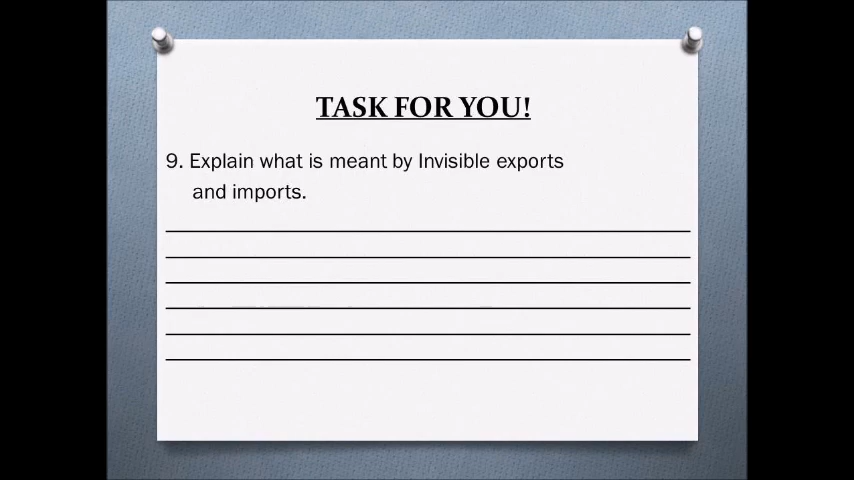 TASK FOR YOU!
9. Explain what is meant by Invisible exports
and imports.